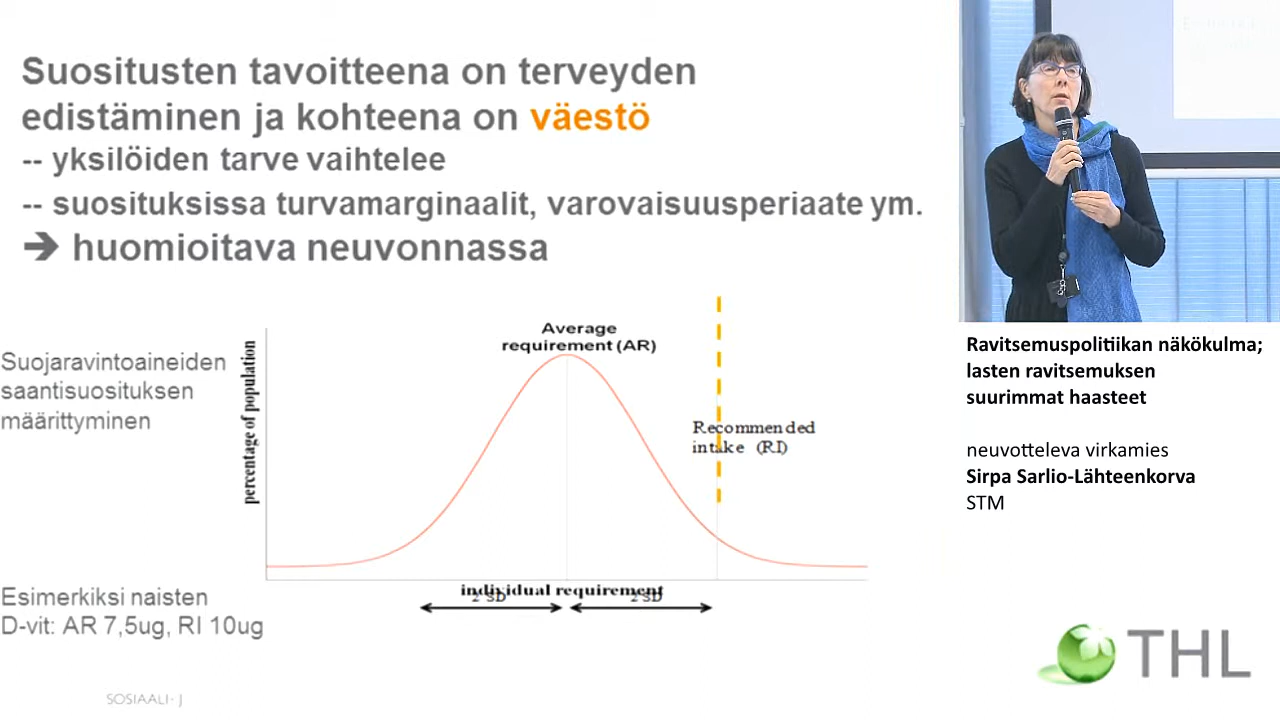 Suositusten tavoitteena on terveyden
edistäminen ja kohteena on väestö
-- yksilöiden tarve vaihtelee
-- suosituksissa turvamarginaalit, varovaisuusperiaate ym.
➔ huomioitava neuvonnassa
Suojaravintoaineiden
saantisuosituksen
määrittyminen
percentage of population
Average
requirement (AR)
Recommended
intake (RI)
individual requirement
2 SD
2 SD
Esimerkiksi naisten
D-vit: AR 7,5ug, RI 10ug
SOSIAALI- J
Ravitsemuspolitiikan näkökulma;
lasten ravitsemuksen
suurimmat haasteet
neuvotteleva virkamies
Sirpa Sarlio-Lähteenkorva
STM
THL